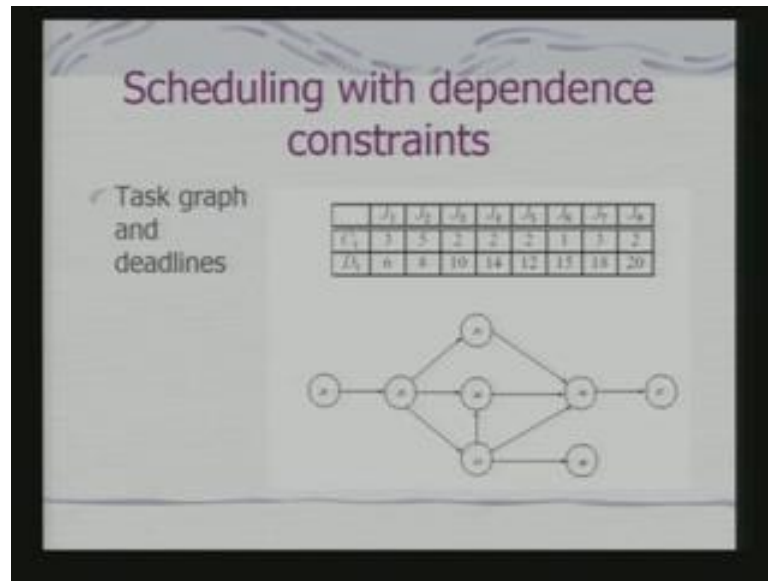 Scheduling with dependence
constraints
Task graph
and
deadlines
J₁ J₂ J₃ J₄ J₅ J₆ J₇ J₈
Cᵢ 3 5 2 2 2 1 3 2
Dᵢ 6 8 10 14 12 15 18 20